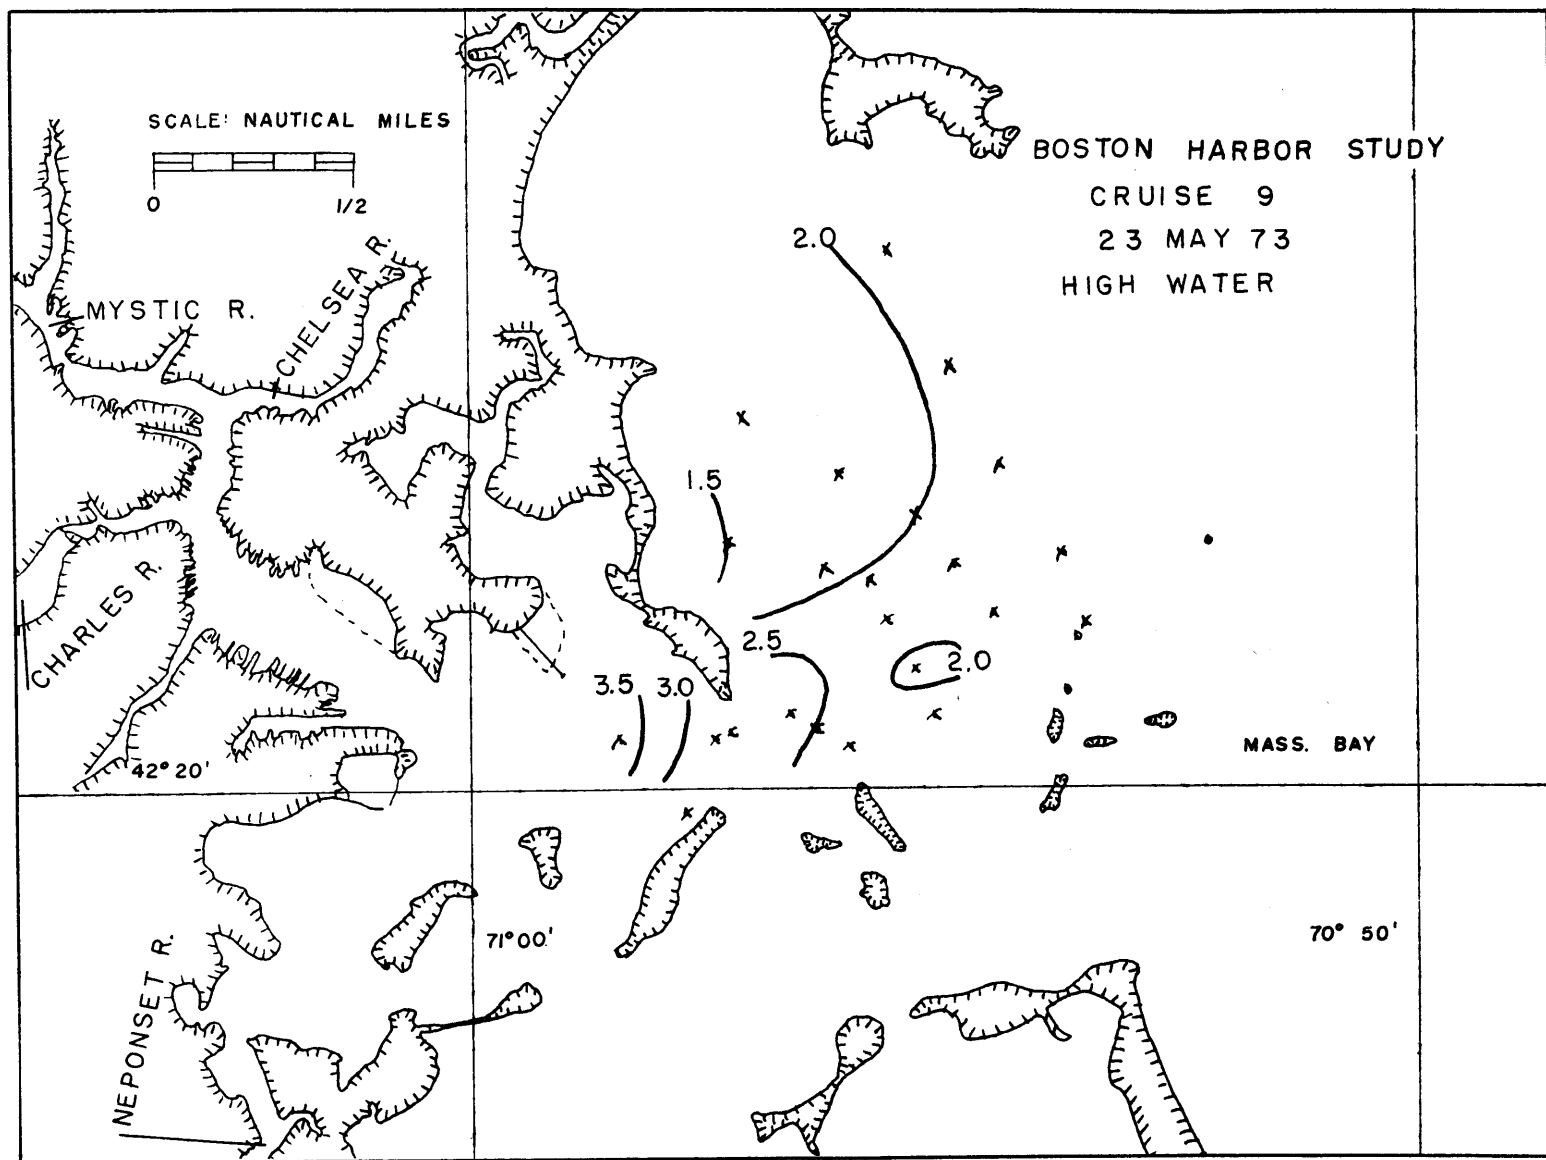 SCALE: NAUTICAL MILES
0 1/2
BOSTON HARBOR STUDY
CRUISE 9
23 MAY 73
HIGH WATER
MYSTIC R.
CHELSEA R.
2.0
1.5
CHARLES R.
2.5
2.0
3.5 3.0
MASS. BAY
42° 20'
71° 00'
70° 50'
NEPONSET R.